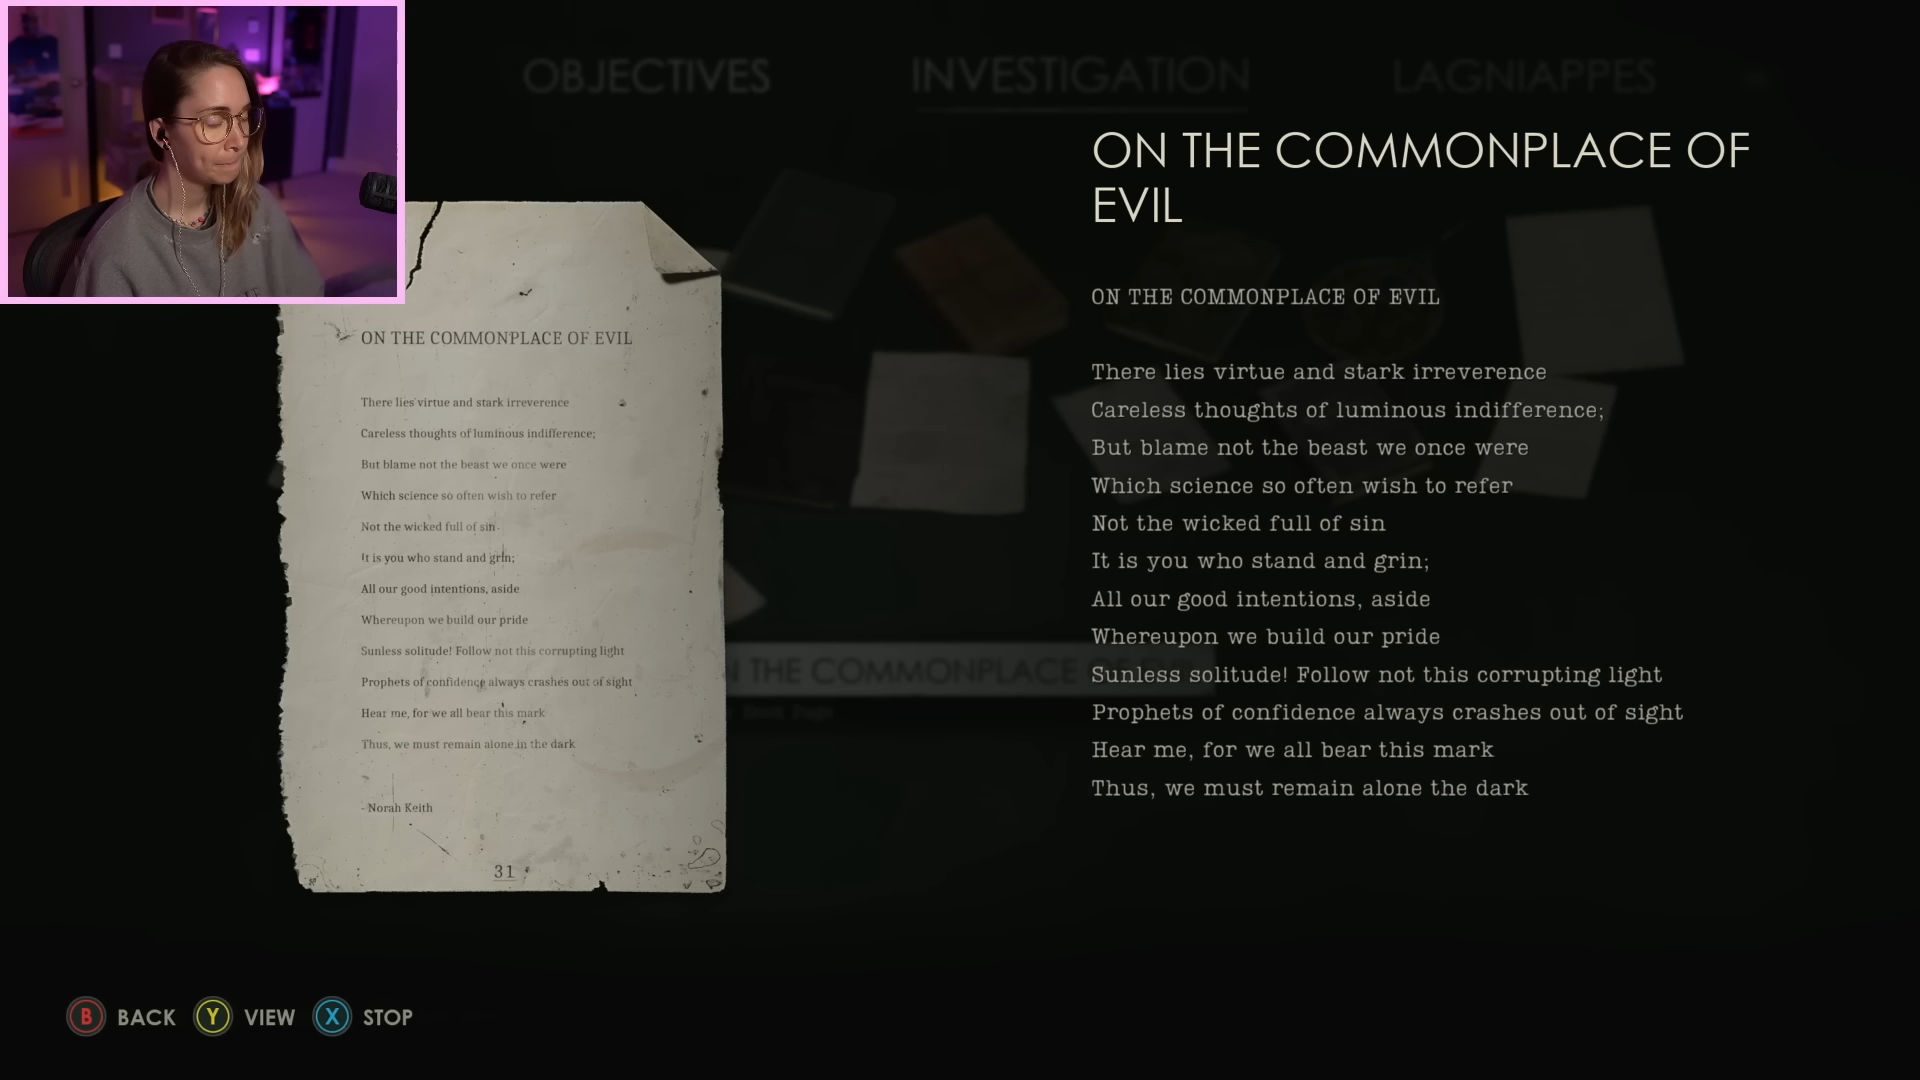 OBJECTIVES
INVESTIGATION
LAGNIAPPES
ON THE COMMONPLACE OF
EVIL
ON THE COMMONPLACE OF EVIL
There lies virtue and stark irreverence
Careless thoughts of luminous indifference;
But blame not the beast we once were
Which science so often wish to refer
Not the wicked full of sin
It is you who stand and grin;
All our good intentions, aside
Whereupon we build our pride
Sunless solitude! Follow not this corrupting light
Prophets of confidence always crashes out of sight
Hear me, for we all bear this mark
Thus, we must remain alone in the dark
- Norah Keith
31
ON THE COMMONPLACE OF EVIL
There lies virtue and stark irreverence
Careless thoughts of luminous indifference;
But blame not the beast we once were
Which science so often wish to refer
Not the wicked full of sin
It is you who stand and grin;
All our good intentions, aside
Whereupon we build our pride
Sunless solitude! Follow not this corrupting light
Prophets of confidence always crashes out of sight
Hear me, for we all bear this mark
Thus, we must remain alone the dark
THE COMMONPLACE
Book Page
B BACK Y VIEW X STOP